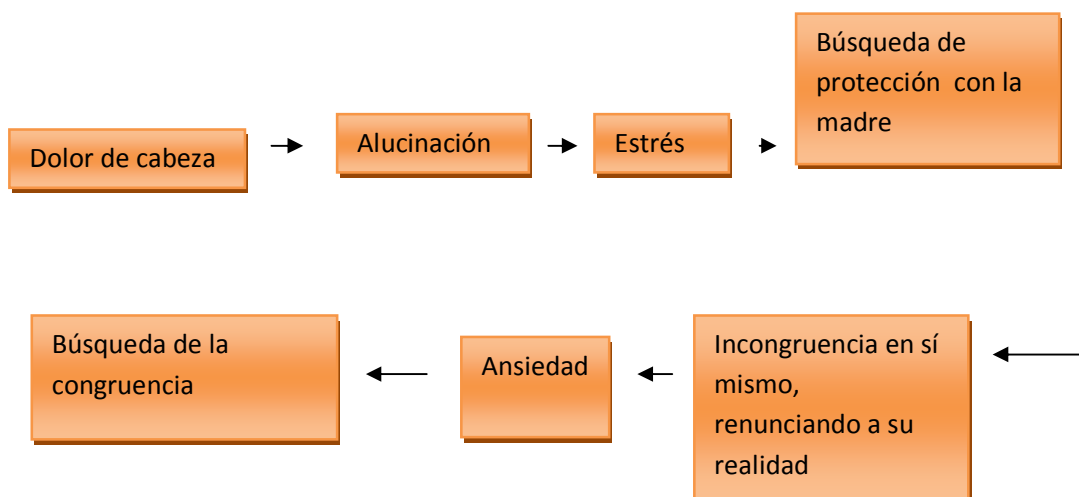 Dolor de cabeza
Alucinación
Estrés
Búsqueda de
protección con la
madre
Incongruencia en sí
mismo,
renunciando a su
realidad
Ansiedad
Búsqueda de la
congruencia